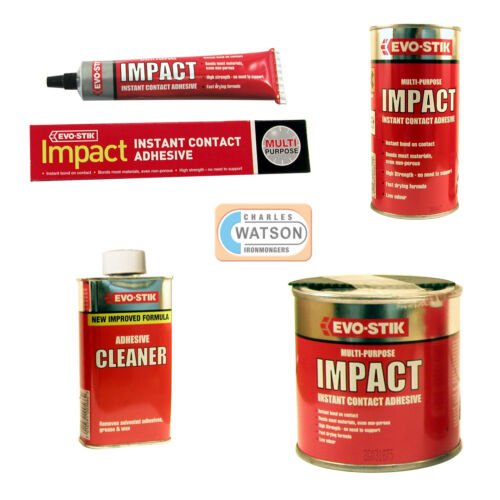 IMPACT
INSTANT CONTACT ADHESIVE
Bonds most materials, even non-porous
High strength - no need to support
Fast drying formula
EVO-STIK
Impact
INSTANT CONTACT
ADHESIVE
MULTI
PURPOSE
• Instant bond on contact • Bonds most materials, even non-porous • High strength - no need to support
EVO-STIK
MULTI-PURPOSE
IMPACT
INSTANT CONTACT ADHESIVE
Instant bond on contact
Bonds most materials, even non-porous
High Strength - no need to support
Fast drying formula
Low odour
CHARLES
WATSON
IRONMONGERS
EVO-STIK
NEW IMPROVED FORMULA
ADHESIVE
CLEANER
Removes solvented adhesives,
grease & wax
EVO-STIK
MULTI-PURPOSE
IMPACT
INSTANT CONTACT ADHESIVE
Instant bond on contact
Bonds most materials, even non-porous
High strength - no need to support
Fast drying formula
Low odour